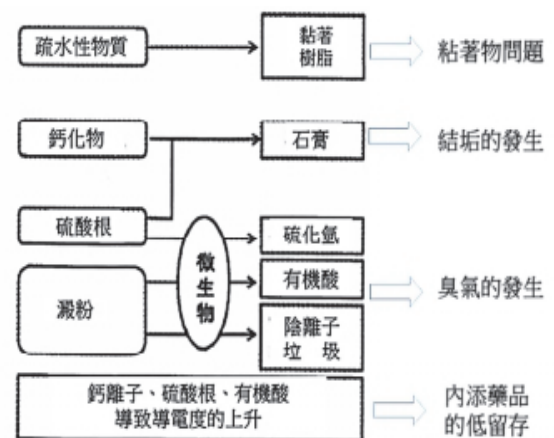 疏水性物質
黏著
樹脂
粘著物問題
鈣化物
石膏
結垢的發生
硫酸根
硫化氫
微生物
有機酸
臭氣的發生
澱粉
陰離子
垃圾
鈣離子、硫酸根、有機酸
導致導電度的上升
內添藥品
的低留存